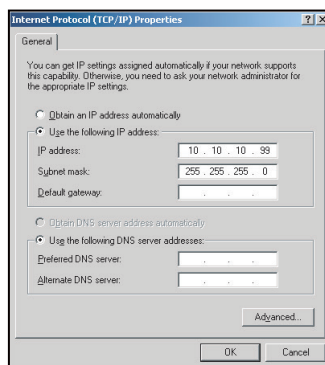 Internet Protocol (TCP/IP) Properties
General
You can get IP settings assigned automatically if your network supports
this capability. Otherwise, you need to ask your network administrator for
the appropriate IP settings.
Obtain an IP address automatically
Use the following IP address:
IP address: 10 . 10 . 10 . 99
Subnet mask: 255 . 255 . 255 . 0
Default gateway: . . .
Obtain DNS server address automatically
Use the following DNS server addresses:
Preferred DNS server: . . .
Alternate DNS server: . . .
Advanced...
OK Cancel